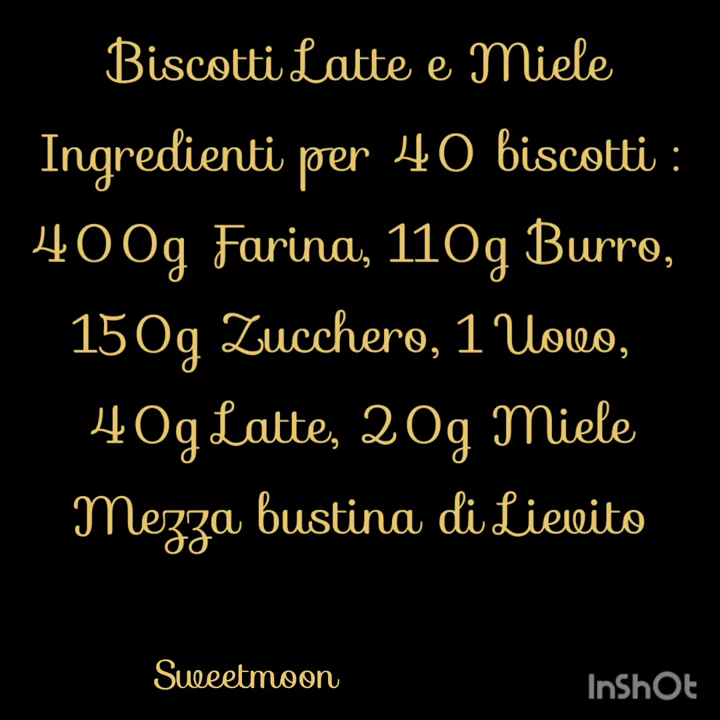 Biscotti Latte e Miele
Ingredienti per 40 biscotti :
400g Farina, 110g Burro,
150g Zucchero, 1 Uovo,
40g Latte, 20g Miele
Mezza bustina di Lievito
Sweetmoon
InShOt